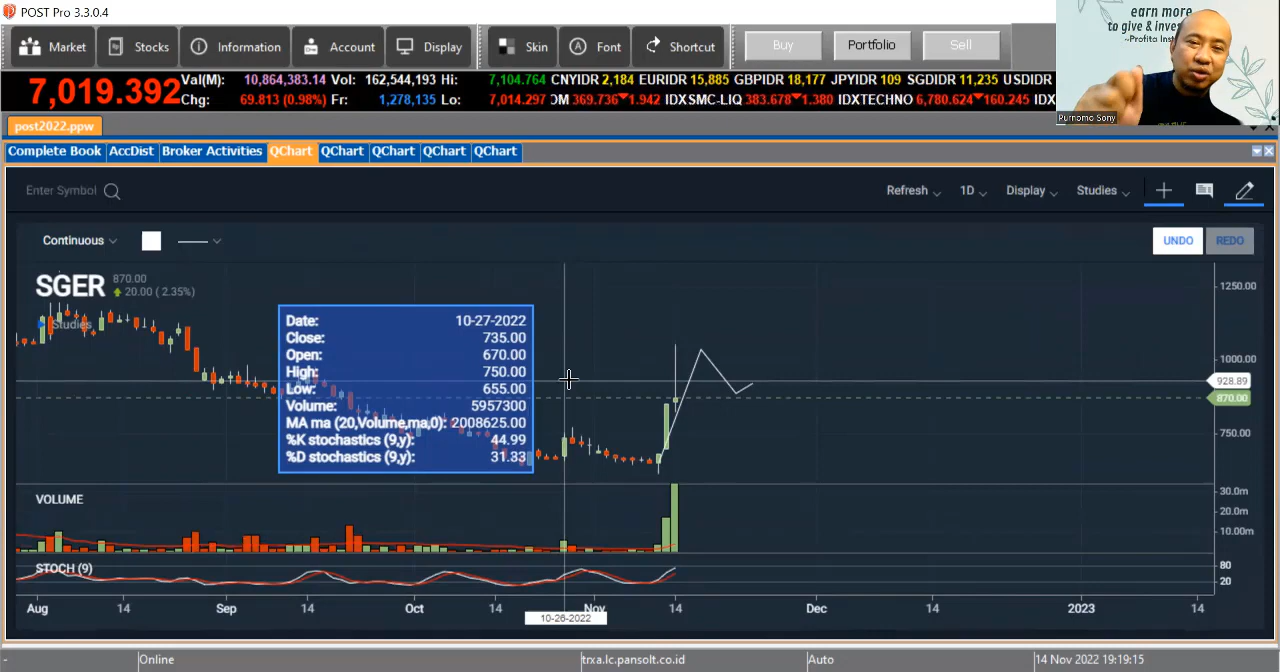 POST Pro 3.3.0.4
earn more
to give & inves
~Profita Inst
Market Stocks Information Account Display Skin Font Shortcut Buy Portfolio Sell
7,019.392 Val(M): 10,864,383.14 Vol: 162,544,193 Hi: 7,104.764 CNYIDR 2,184 EURIDR 15,885 GBPIDR 18,177 JPYIDR 109 SGDIDR 11,235 USDIDR
Chg: 69.813 (0.98%) Fr: 1,278,135 Lo: 7,014.297 OM 369.736 1.942 IDXSMC-LIQ 383.678 1.380 IDXTECHNO 6,780.624 160.245 IDX
Purnomo Sony
post2022.ppw
Complete Book AccDist Broker Activities QChart QChart QChart QChart QChart
Enter Symbol Refresh 1D Display Studies
Continuous UNDO REDO
SGER 870.00
20.00 ( 2.35%)
Studies
Date: 10-27-2022
Close: 735.00
Open: 670.00
High: 750.00
Low: 655.00
Volume: 5957300
MA ma (20,Volume,ma,0): 2008625.00
%K stochastics (9,y): 44.99
%D stochastics (9,y): 31.33
1250.00
1000.00
928.89
870.00
750.00
VOLUME
30.0m
20.0m
10.00m
STOCH (9)
80
20
Aug 14 Sep 14 Oct 14 Nov 14 Dec 14 2023 14
10-26-2022
- Online trxa.lc.pansolt.co.id Auto 14 Nov 2022 19:19:15